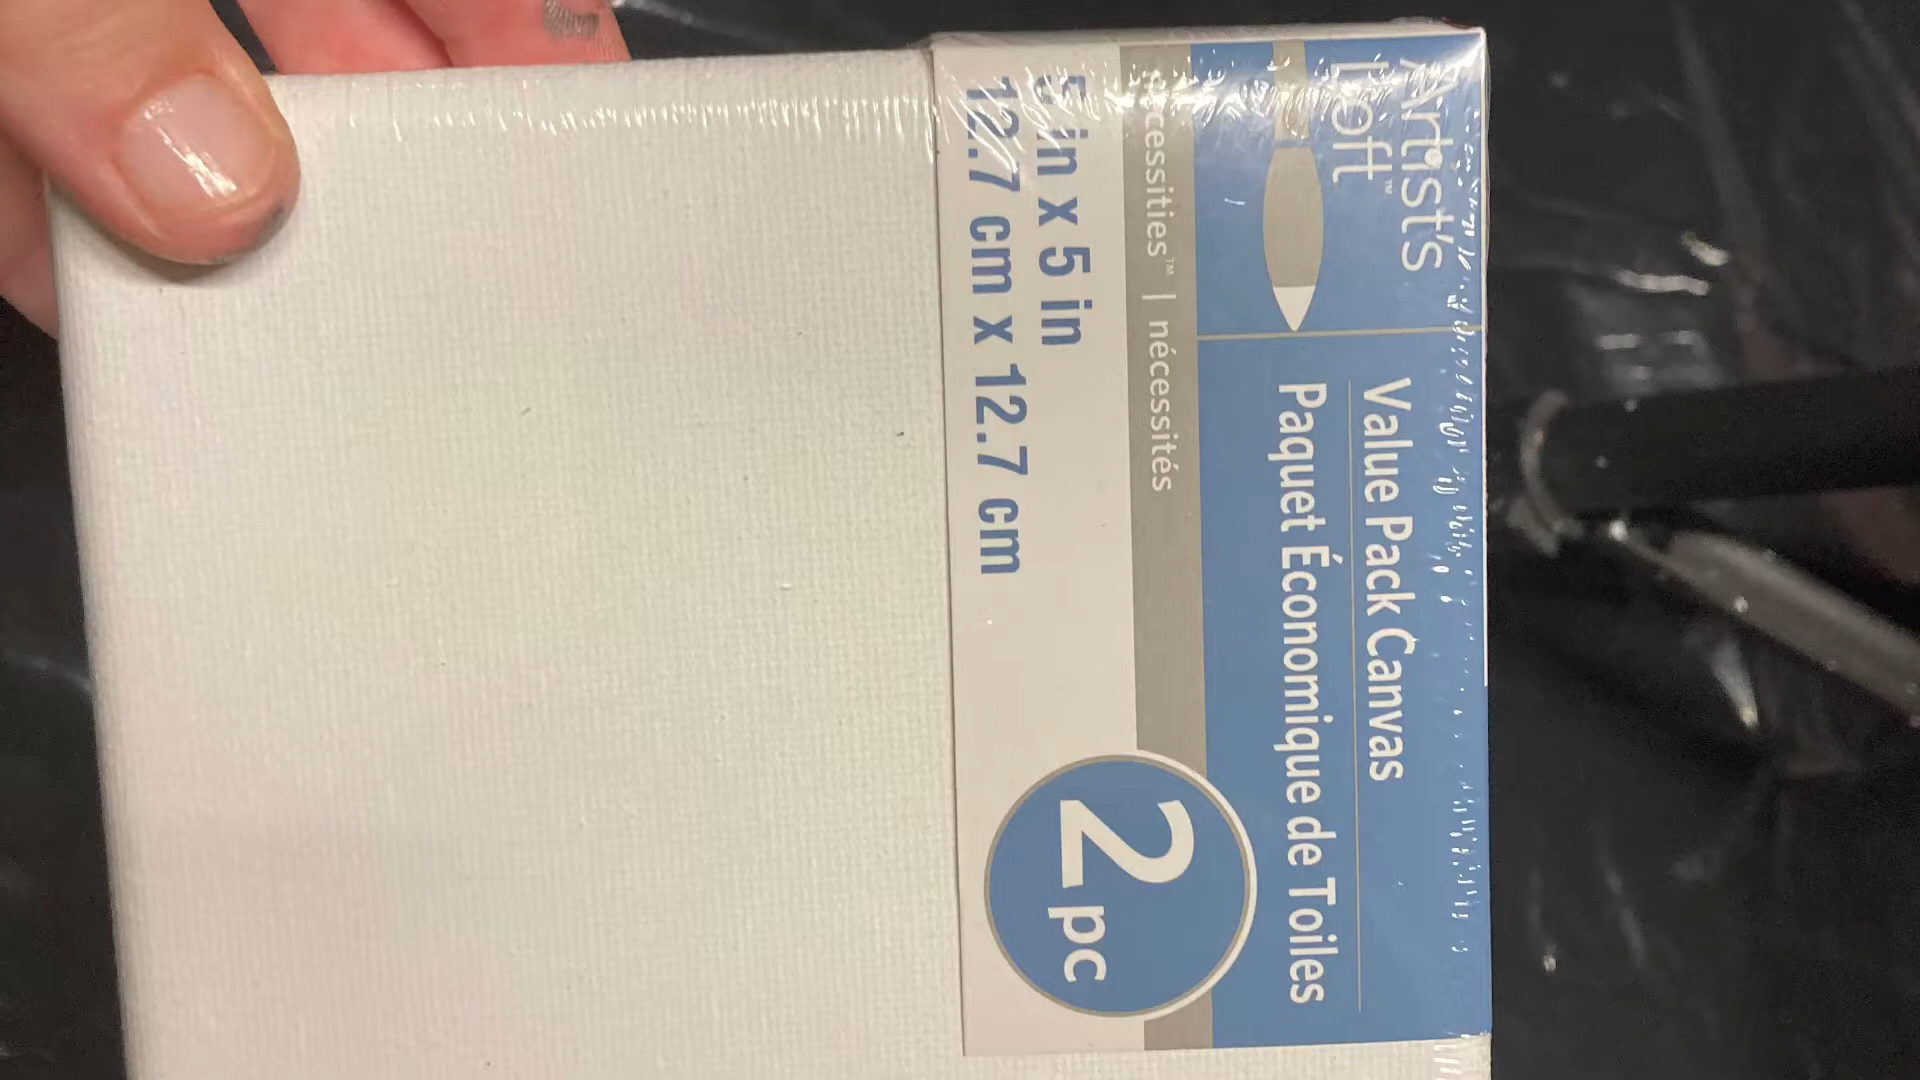 Artist's
Loft™
Value Pack Canvas
Paquet Économique de Toiles
necessities™ | nécessités
5 in x 5 in
12.7 cm x 12.7 cm
2 pc